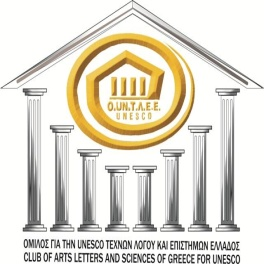 Ο.ΥΝ.Τ.Λ.Ε.Ε.
UNESCO
ΟΜΙΛΟΣ ΓΙΑ ΤΗΝ UNESCO ΤΕΧΝΩΝ ΛΟΓΟΥ ΚΑΙ ΕΠΙΣΤΗΜΩΝ ΕΛΛΑΔΟΣ
CLUB OF ARTS LETTERS AND SCIENCES OF GREECE FOR UNESCO